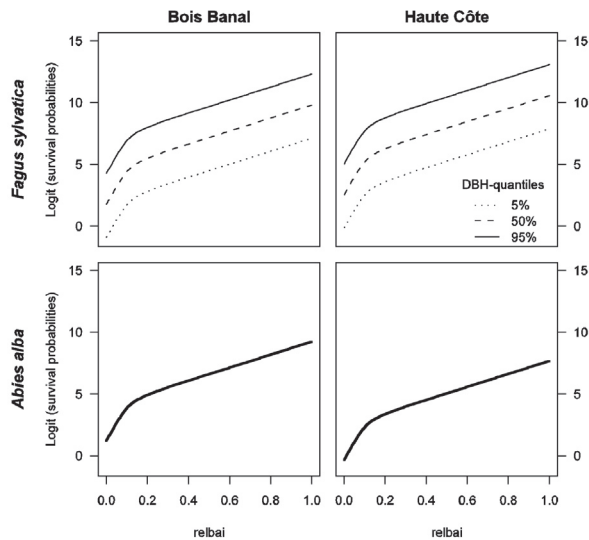 Bois Banal
Haute Côte
Fagus sylvatica
Logit (survival probabilities)
15
10
5
0
DBH-quantiles
5%
50%
95%
15
10
5
0
Abies alba
Logit (survival probabilities)
15
10
5
0
15
10
5
0
0.0 0.2 0.4 0.6 0.8 1.0
0.0 0.2 0.4 0.6 0.8 1.0
relbai
relbai